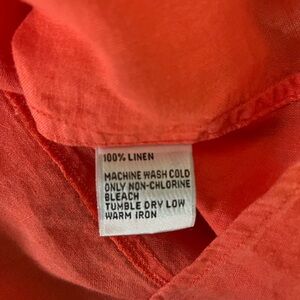 100% LINEN
MACHINE WASH COLD
ONLY NON-CHLORINE
BLEACH
TUMBLE DRY LOW
WARM IRON